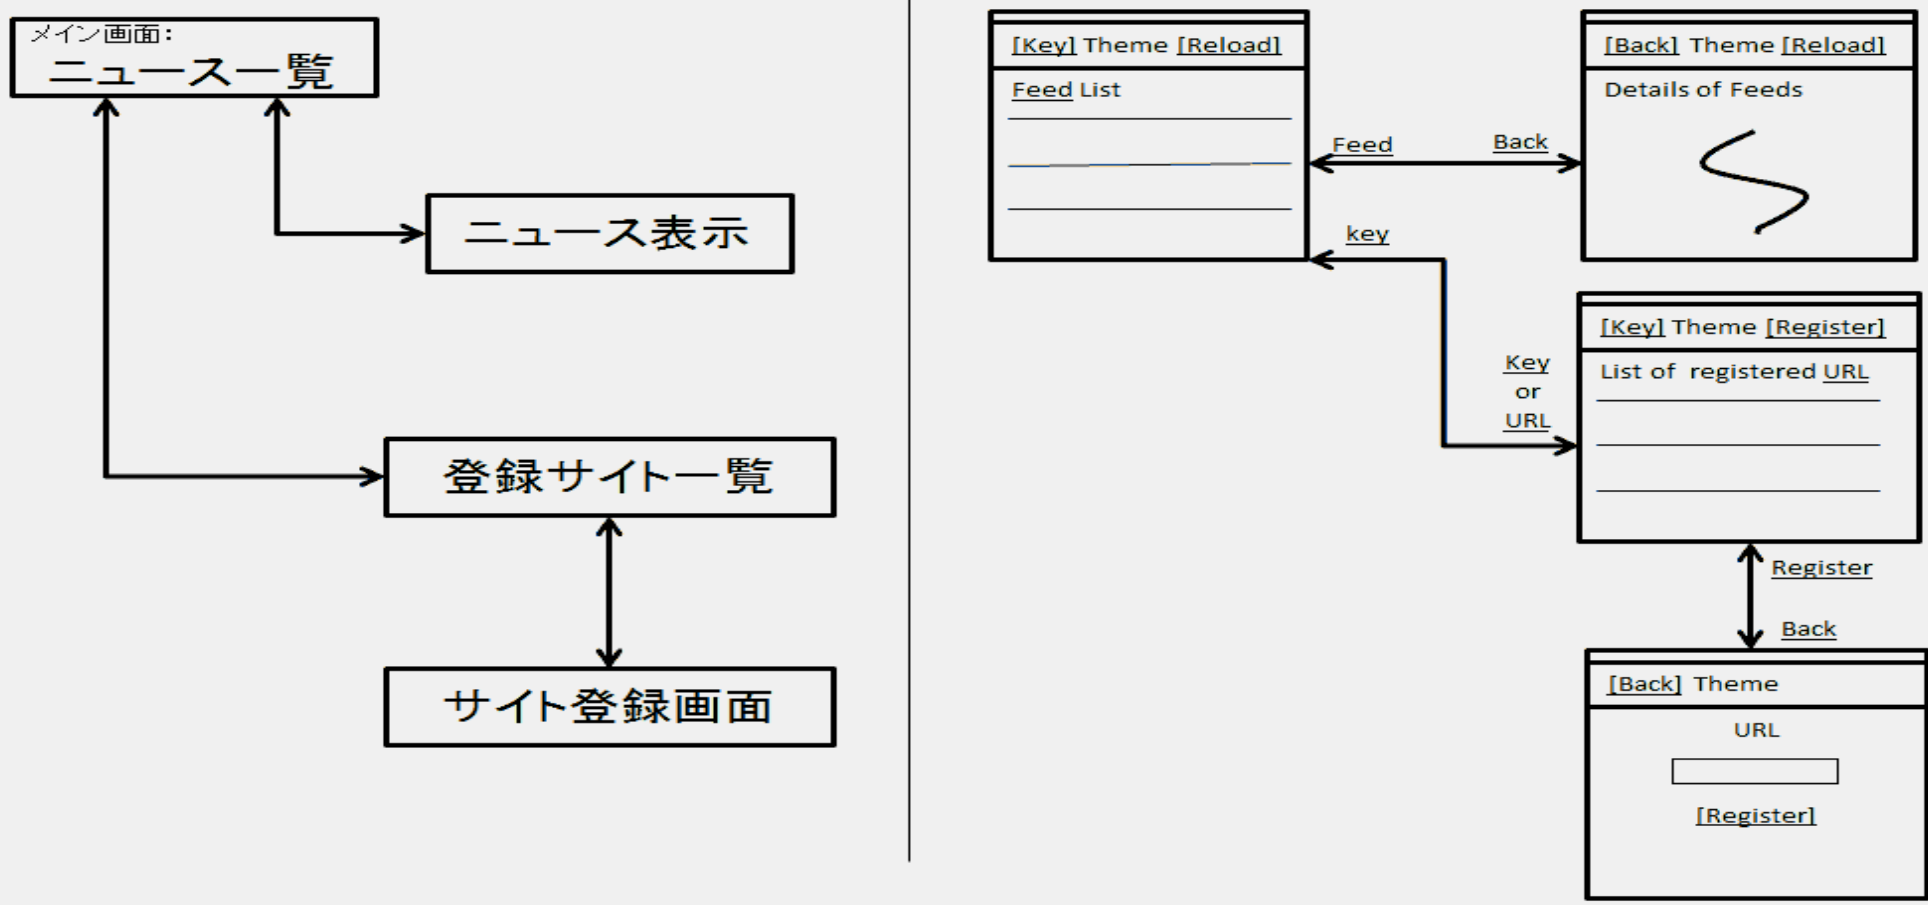 メイン画面：
ニュース一覧
ニュース表示
登録サイト一覧
サイト登録画面
[Key] Theme [Reload]
Feed List
Feed
Back
key
[Back] Theme [Reload]
Details of Feeds
[Key] Theme [Register]
List of registered URL
Key
or
URL
Register
Back
[Back] Theme
URL
[Register]